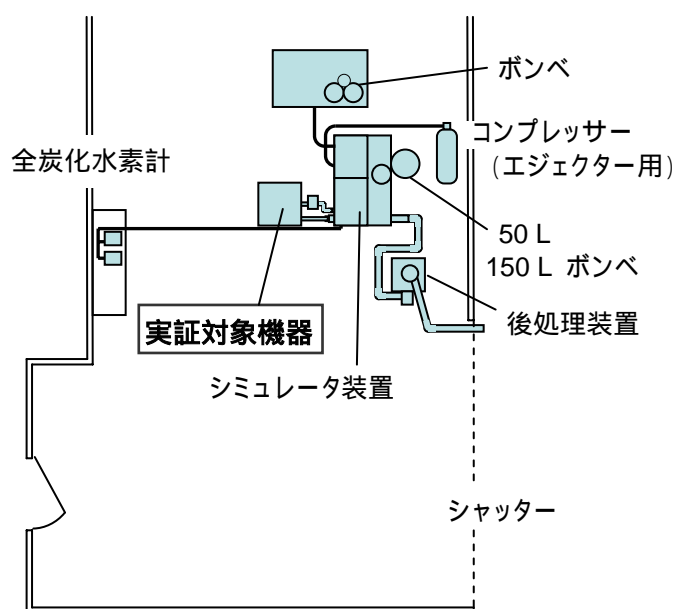 ボンベ
コンプレッサー
(エジェクター用)
全炭化水素計
50 L
150 L ボンベ
後処理装置
実証対象機器
シミュレータ装置
シャッター